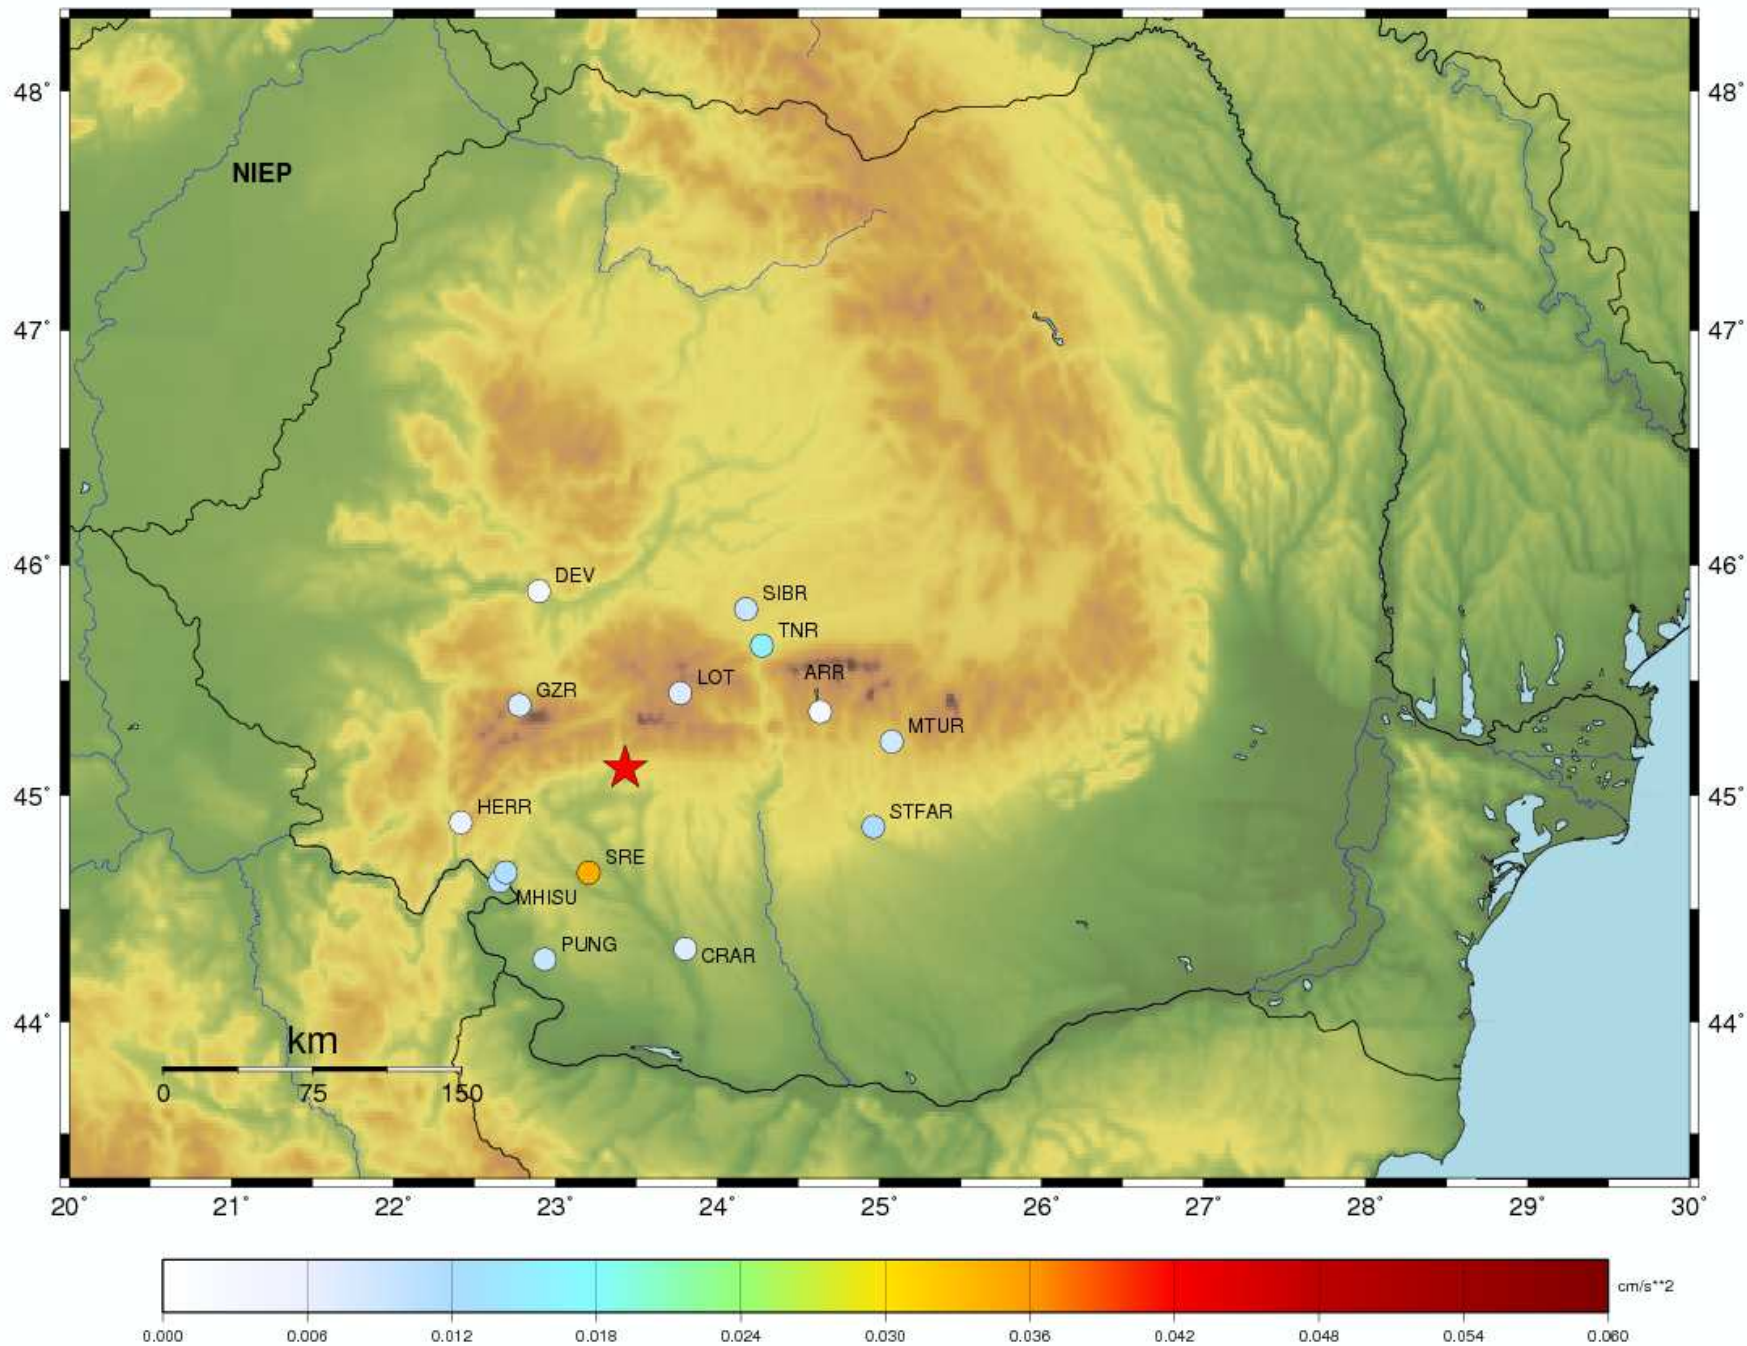 48˚
48˚
NIEP
47˚
47˚
46˚
46˚
DEV
SIBR
TNR
LOT
ARR
GZR
MTUR
45˚
45˚
HERR
STFAR
SRE
MHISU
PUNG
CRAR
44˚
44˚
km
0 75 150
20˚ 21˚ 22˚ 23˚ 24˚ 25˚ 26˚ 27˚ 28˚ 29˚ 30˚
cm/s**2
0.000 0.006 0.012 0.018 0.024 0.030 0.036 0.042 0.048 0.054 0.060